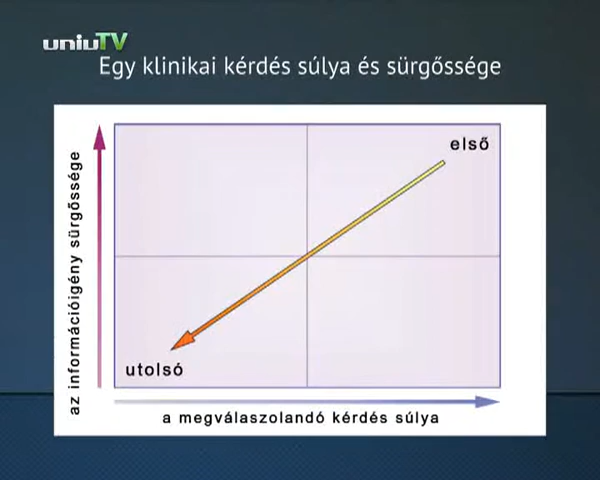 uniuTV
Egy klinikai kérdés súlya és sürgőssége
az információigény sürgőssége
első
utolsó
a megválaszolandó kérdés súlya